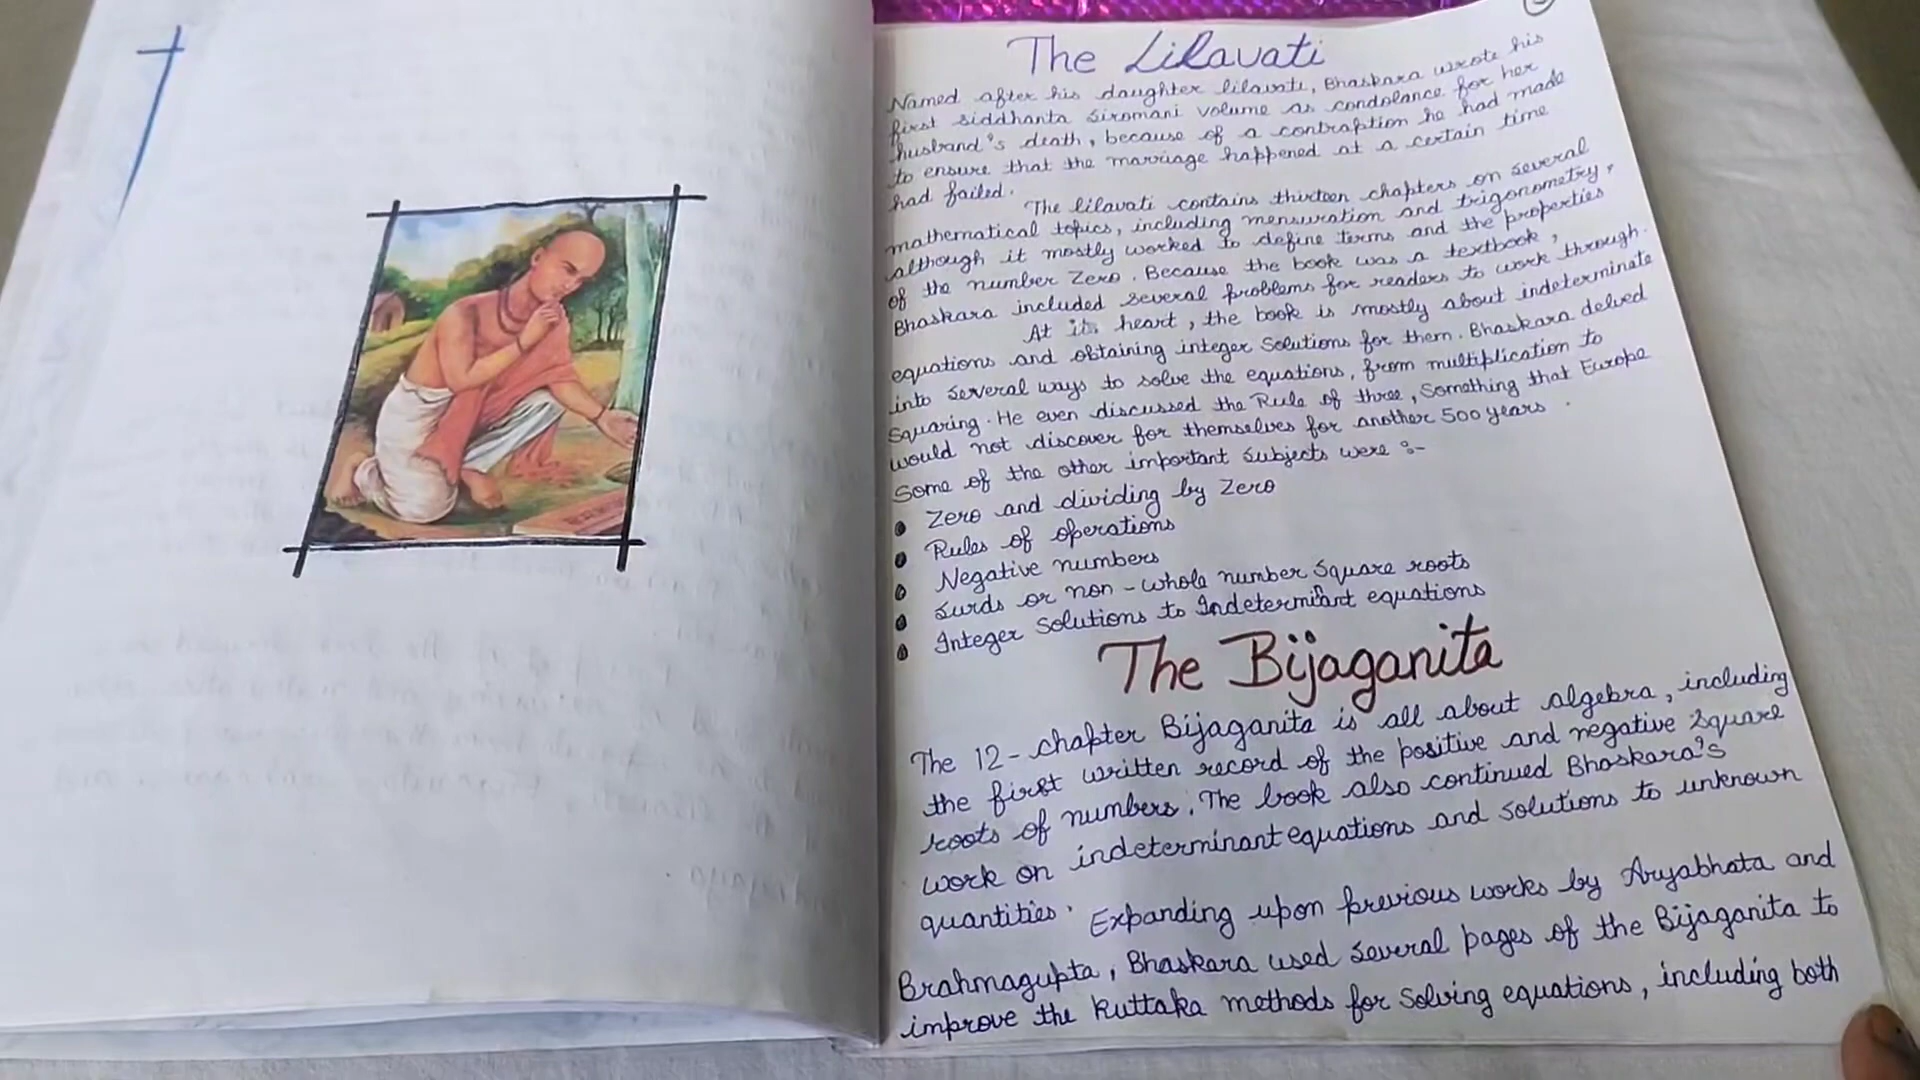 The Lilavati
Named after his daughter lilavati, Bhaskara wrote his
first siddhanta siromani volume as condolance for her
husband's death, because of a contraption he had made
to ensure that the marriage happened at a certain time
had failed.
The lilavati contains thirteen chapters on several
mathematical topics, including mensuration and trigonometry,
although it mostly worked to define terms and the properties
of the number Zero. Because the book was a textbook,
Bhaskara included several problems for readers to work through.
At its heart, the book is mostly about indeterminate
equations and obtaining integer solutions for them. Bhaskara delved
into several ways to solve the equations, from multiplication to
squaring. He even discussed the Rule of three, Something that Europe
would not discover for themselves for another 500 years.
Some of the other important subjects were :-
• Zero and dividing by Zero
• Rules of operations
• Negative numbers
• Surds or non-whole number square roots
• Integer solutions to Indeterminant equations
The Bijaganita
The 12-chapter Bijaganita is all about algebra, including
the first written record of the positive and negative square
roots of numbers. The book also continued Bhaskara's
work on indeterminant equations and solutions to unknown
quantities.
Expanding upon previous works by Aryabhata and
Brahmagupta, Bhaskara used several pages of the Bijaganita to
improve the Kuttaka methods for solving equations, including both